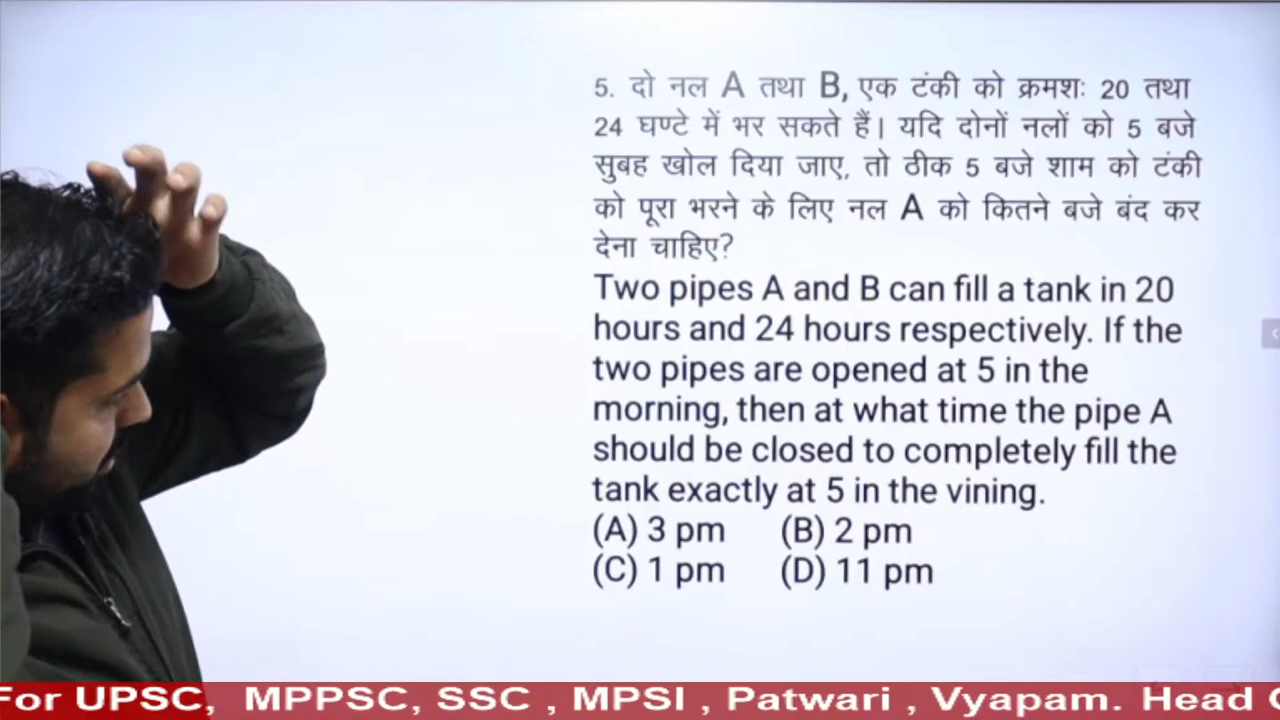 5. दो नल A तथा B, एक टंकी को क्रमशः 20 तथा
24 घण्टे में भर सकते हैं। यदि दोनों नलों को 5 बजे
सुबह खोल दिया जाए, तो ठीक 5 बजे शाम को टंकी
को पूरा भरने के लिए नल A को कितने बजे बंद कर
देना चाहिए?
Two pipes A and B can fill a tank in 20
hours and 24 hours respectively. If the
two pipes are opened at 5 in the
morning, then at what time the pipe A
should be closed to completely fill the
tank exactly at 5 in the vining.
(A) 3 pm (B) 2 pm
(C) 1 pm (D) 11 pm
For UPSC, MPPSC, SSC , MPSI , Patwari , Vyapam. Head